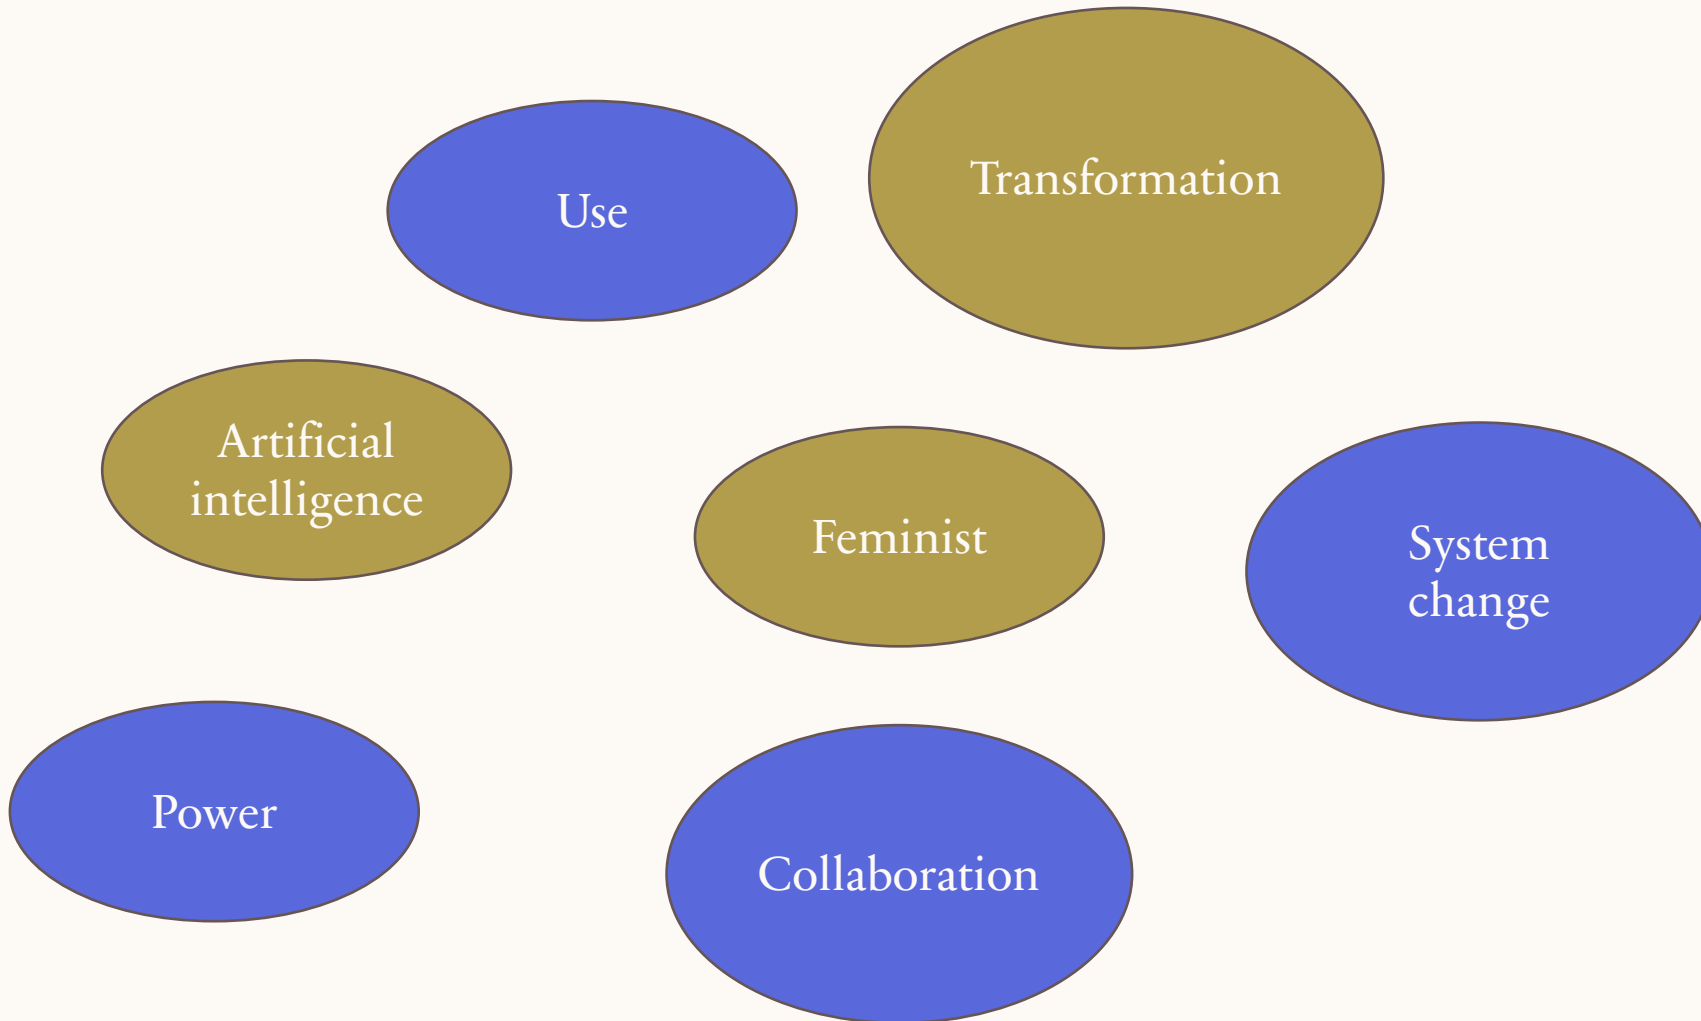 Transformation
Use
Artificial
intelligence
Feminist
System
change
Power
Collaboration